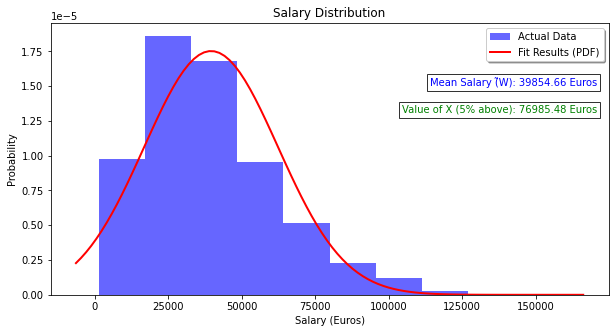 Salary Distribution
1e−5
Actual Data
Fit Results (PDF)
Mean Salary (W̃): 39854.66 Euros
Value of X (5% above): 76985.48 Euros
Probability
1.75
1.50
1.25
1.00
0.75
0.50
0.25
0.00
0
25000
50000
75000
100000
125000
150000
Salary (Euros)